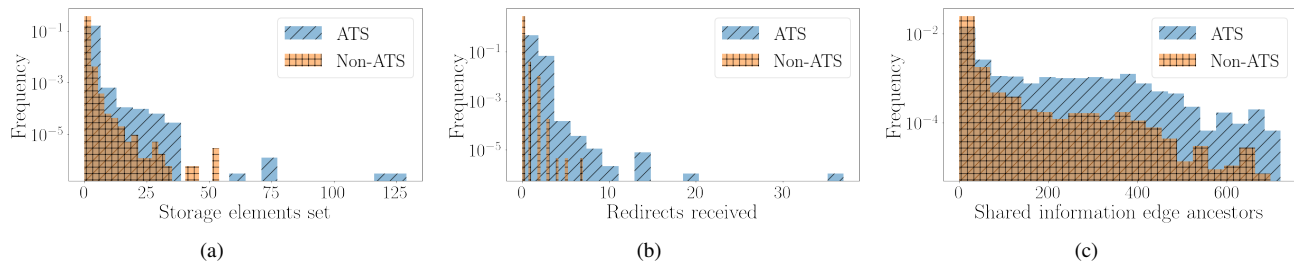 ATS
Non-ATS
10⁻¹
10⁻³
10⁻⁵
Frequency
0 25 50 75 100 125
Storage elements set
(a)
ATS
Non-ATS
10⁻¹
10⁻³
10⁻⁵
Frequency
0 10 20 30
Redirects received
(b)
ATS
Non-ATS
10⁻²
10⁻⁴
Frequency
0 200 400 600
Shared information edge ancestors
(c)